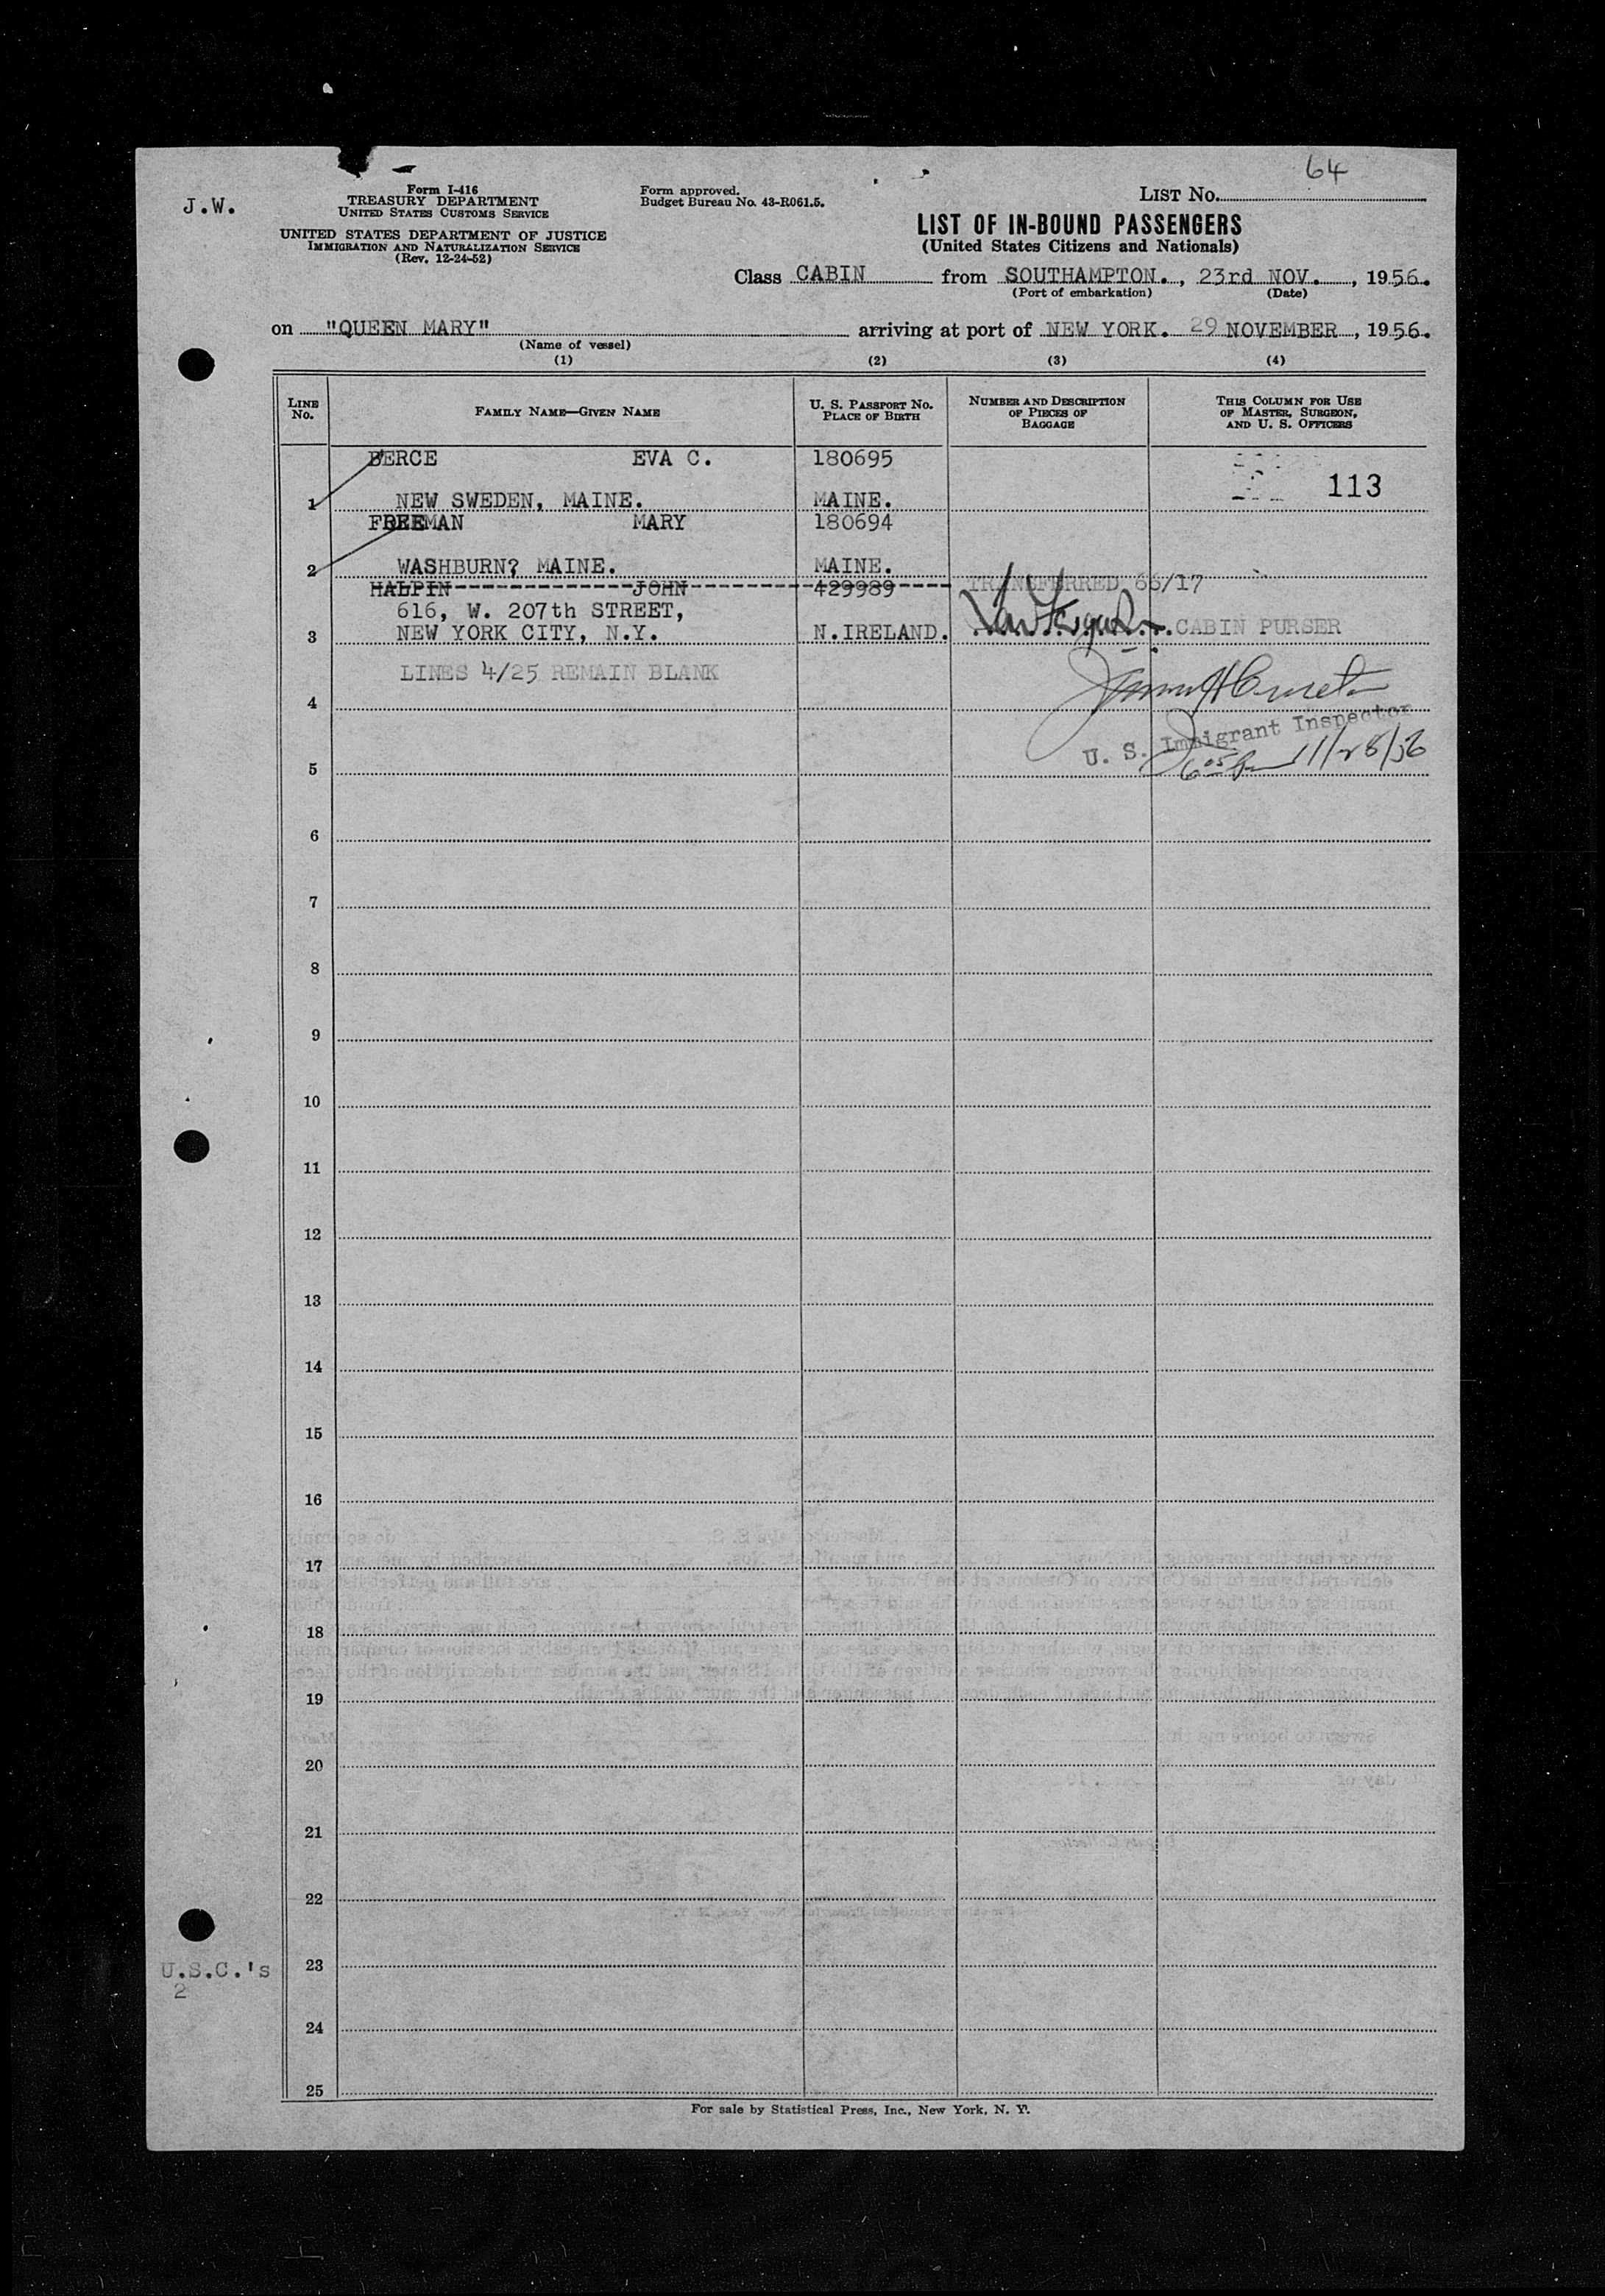 64
J.W.
Form I-416
TREASURY DEPARTMENT
UNITED STATES CUSTOMS SERVICE
UNITED STATES DEPARTMENT OF JUSTICE
IMMIGRATION AND NATURALIZATION SERVICE
(Rev. 12-24-52)
Form approved.
Budget Bureau No. 43-R061.5.
LIST NO.
LIST OF IN-BOUND PASSENGERS
(United States Citizens and Nationals)
Class CABIN from SOUTHAMPTON., 23rd NOV., 1956.
(Port of embarkation) (Date)
on "QUEEN MARY" arriving at port of NEW YORK. 29 NOVEMBER, 1956.
(Name of vessel)
(1) (2) (3) (4)
LINE NO.
FAMILY NAME—GIVEN NAME
U. S. PASSPORT NO.
PLACE OF BIRTH
NUMBER AND DESCRIPTION
OF PIECES OF
BAGGAGE
THIS COLUMN FOR USE
OF MASTER, SURGEON,
AND U. S. OFFICERS
BERCE EVA C. 180695
113
1 NEW SWEDEN, MAINE. MAINE.
FREEMAN MARY 180694
2 WASHBURN? MAINE. MAINE.
HALPIN JOHN 429989 TRANSFERRED 66/17
616, W. 207th STREET,
3 NEW YORK CITY, N.Y. N.IRELAND. CABIN PURSER
LINES 4/25 REMAIN BLANK
4
U. S. Immigrant Inspector
11/28/56
5
6
7
8
9
10
11
12
13
14
15
16
17
18
19
20
21
22
U.S.C.'s 23
2
24
25
For sale by Statistical Press, Inc., New York, N. Y.